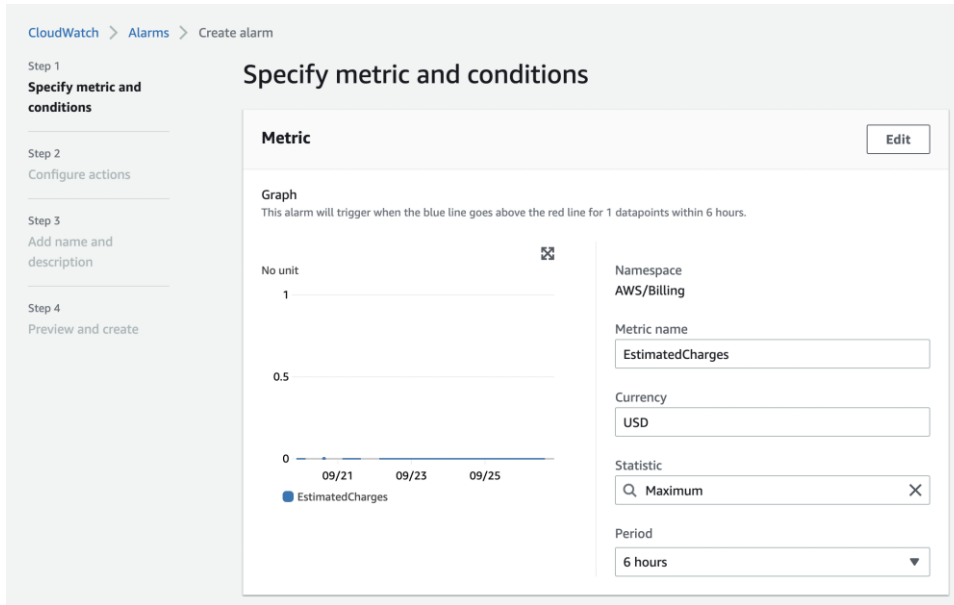 CloudWatch > Alarms > Create alarm
Step 1
Specify metric and
conditions
Step 2
Configure actions
Step 3
Add name and
description
Step 4
Preview and create
Specify metric and conditions
Metric
Edit
Graph
This alarm will trigger when the blue line goes above the red line for 1 datapoints within 6 hours.
No unit
1
0.5
0
09/21 09/23 09/25
EstimatedCharges
Namespace
AWS/Billing
Metric name
EstimatedCharges
Currency
USD
Statistic
Maximum
Period
6 hours